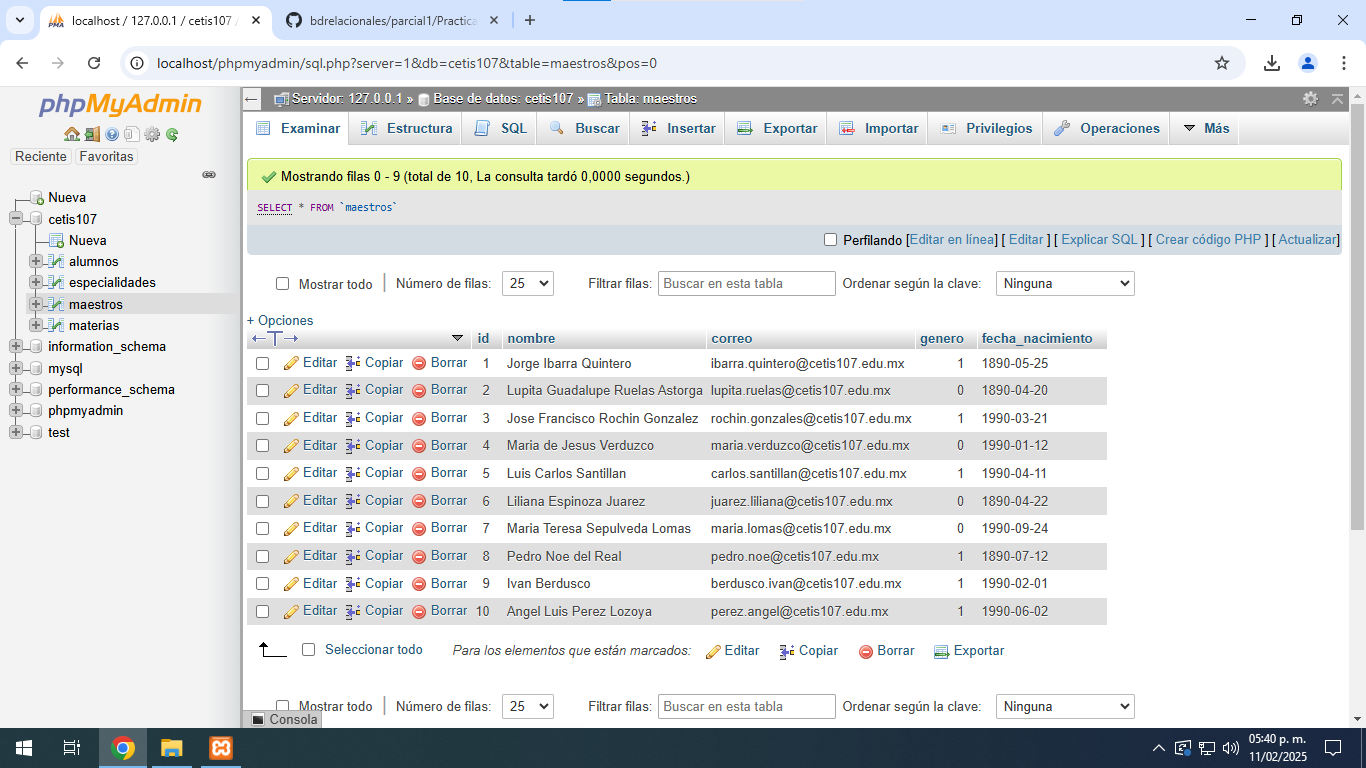 localhost / 127.0.0.1 / cetis107 /
bdrelacionales/parcial1/Practica
localhost/phpmyadmin/sql.php?server=1&db=cetis107&table=maestros&pos=0
phpMyAdmin
Reciente Favoritas
Nueva
cetis107
Nueva
alumnos
especialidades
maestros
materias
information_schema
mysql
performance_schema
phpmyadmin
test
Servidor: 127.0.0.1 » Base de datos: cetis107 » Tabla: maestros
Examinar Estructura SQL Buscar Insertar Exportar Importar Privilegios Operaciones Más
Mostrando filas 0 - 9 (total de 10, La consulta tardó 0,0000 segundos.)
SELECT * FROM `maestros`
Perfilando [Editar en línea] [ Editar ] [ Explicar SQL ] [ Crear código PHP ] [ Actualizar]
Mostrar todo | Número de filas: 25 Filtrar filas: Buscar en esta tabla Ordenar según la clave: Ninguna
+ Opciones
←T→ id nombre correo genero fecha_nacimiento
Editar Copiar Borrar 1 Jorge Ibarra Quintero ibarra.quintero@cetis107.edu.mx 1 1890-05-25
Editar Copiar Borrar 2 Lupita Guadalupe Ruelas Astorga lupita.ruelas@cetis107.edu.mx 0 1890-04-20
Editar Copiar Borrar 3 Jose Francisco Rochin Gonzalez rochin.gonzales@cetis107.edu.mx 1 1990-03-21
Editar Copiar Borrar 4 Maria de Jesus Verduzco maria.verduzco@cetis107.edu.mx 0 1990-01-12
Editar Copiar Borrar 5 Luis Carlos Santillan carlos.santillan@cetis107.edu.mx 1 1990-04-11
Editar Copiar Borrar 6 Liliana Espinoza Juarez juarez.liliana@cetis107.edu.mx 0 1890-04-22
Editar Copiar Borrar 7 Maria Teresa Sepulveda Lomas maria.lomas@cetis107.edu.mx 0 1990-09-24
Editar Copiar Borrar 8 Pedro Noe del Real pedro.noe@cetis107.edu.mx 1 1890-07-12
Editar Copiar Borrar 9 Ivan Berdusco berdusco.ivan@cetis107.edu.mx 1 1990-02-01
Editar Copiar Borrar 10 Angel Luis Perez Lozoya perez.angel@cetis107.edu.mx 1 1990-06-02
Seleccionar todo Para los elementos que están marcados: Editar Copiar Borrar Exportar
Mostrar todo | Número de filas: 25 Filtrar filas: Buscar en esta tabla Ordenar según la clave: Ninguna
Consola
05:40 p. m.
11/02/2025